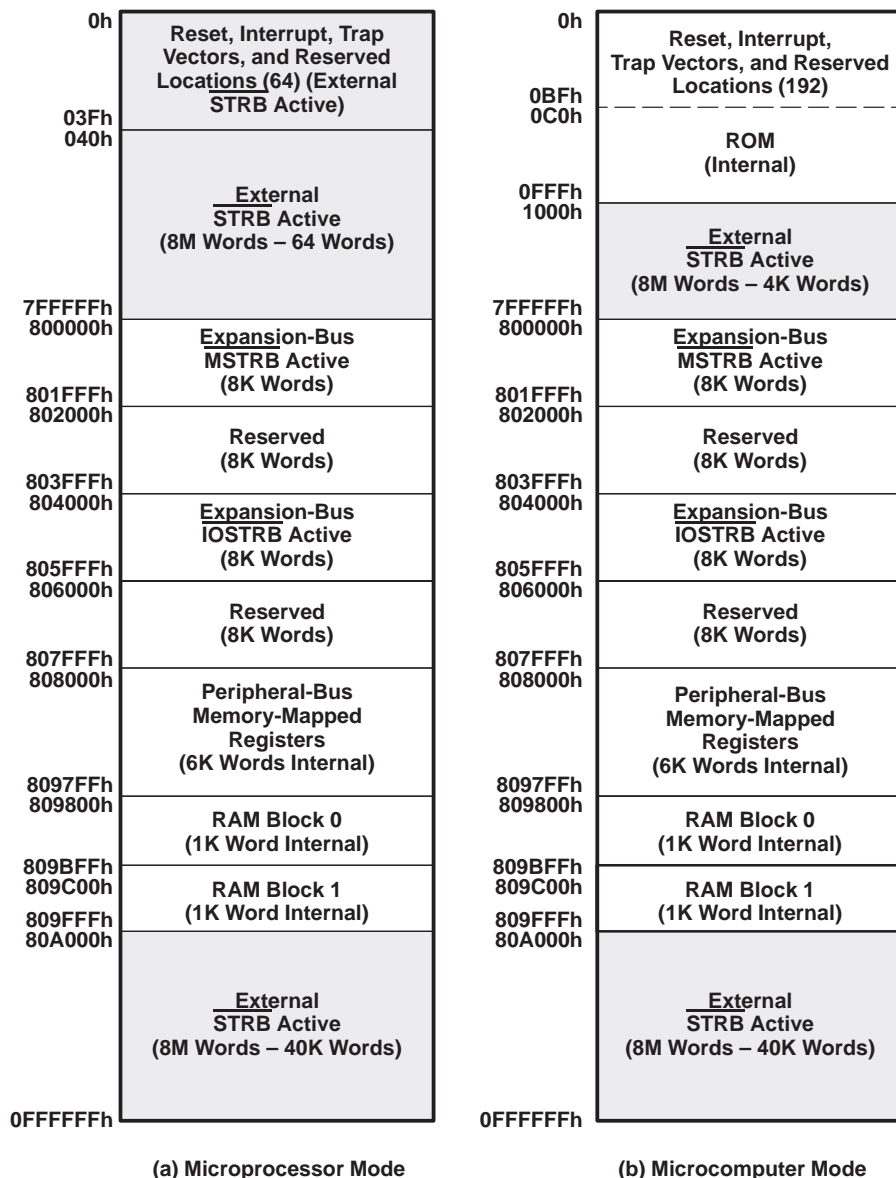 0h
Reset, Interrupt, Trap
Vectors, and Reserved
Locations (64) (External
STRB Active)
03Fh
040h
External
STRB Active
(8M Words – 64 Words)
7FFFFFh
800000h
Expansion-Bus
MSTRB Active
(8K Words)
801FFFh
802000h
Reserved
(8K Words)
803FFFh
804000h
Expansion-Bus
IOSTRB Active
(8K Words)
805FFFh
806000h
Reserved
(8K Words)
807FFFh
808000h
Peripheral-Bus
Memory-Mapped
Registers
(6K Words Internal)
8097FFh
809800h
RAM Block 0
(1K Word Internal)
809BFFh
809C00h
RAM Block 1
(1K Word Internal)
809FFFh
80A000h
External
STRB Active
(8M Words – 40K Words)
0FFFFFFh
(a) Microprocessor Mode
0h
Reset, Interrupt,
Trap Vectors, and Reserved
Locations (192)
0BFh
0C0h
ROM
(Internal)
0FFFh
1000h
External
STRB Active
(8M Words – 4K Words)
7FFFFFh
800000h
Expansion-Bus
MSTRB Active
(8K Words)
801FFFh
802000h
Reserved
(8K Words)
803FFFh
804000h
Expansion-Bus
IOSTRB Active
(8K Words)
805FFFh
806000h
Reserved
(8K Words)
807FFFh
808000h
Peripheral-Bus
Memory-Mapped
Registers
(6K Words Internal)
8097FFh
809800h
RAM Block 0
(1K Word Internal)
809BFFh
809C00h
RAM Block 1
(1K Word Internal)
809FFFh
80A000h
External
STRB Active
(8M Words – 40K Words)
0FFFFFFh
(b) Microcomputer Mode